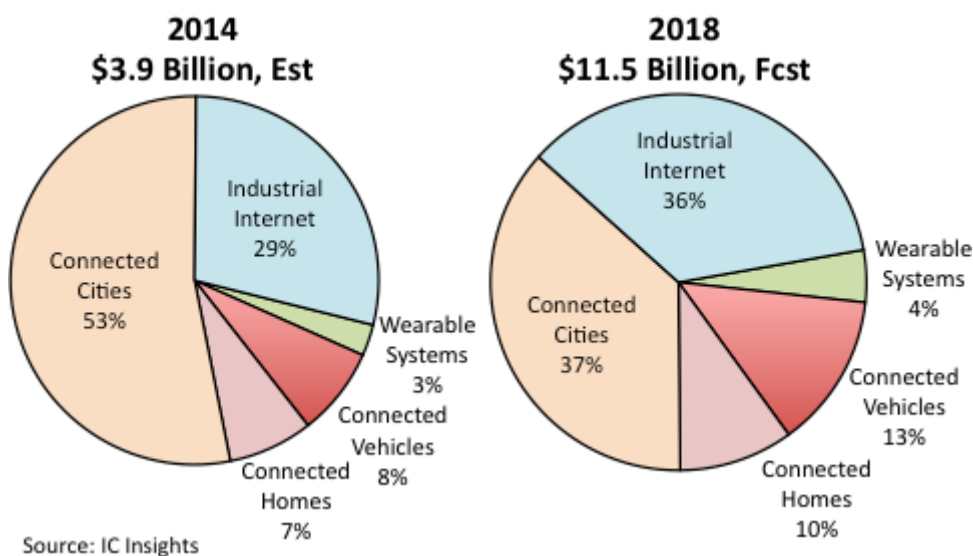 2014
$3.9 Billion, Est
Industrial
Internet
29%
Connected
Cities
53%
Wearable
Systems
3%
Connected
Vehicles
8%
Connected
Homes
7%
2018
$11.5 Billion, Fcst
Industrial
Internet
36%
Wearable
Systems
4%
Connected
Cities
37%
Connected
Vehicles
13%
Connected
Homes
10%
Source: IC Insights